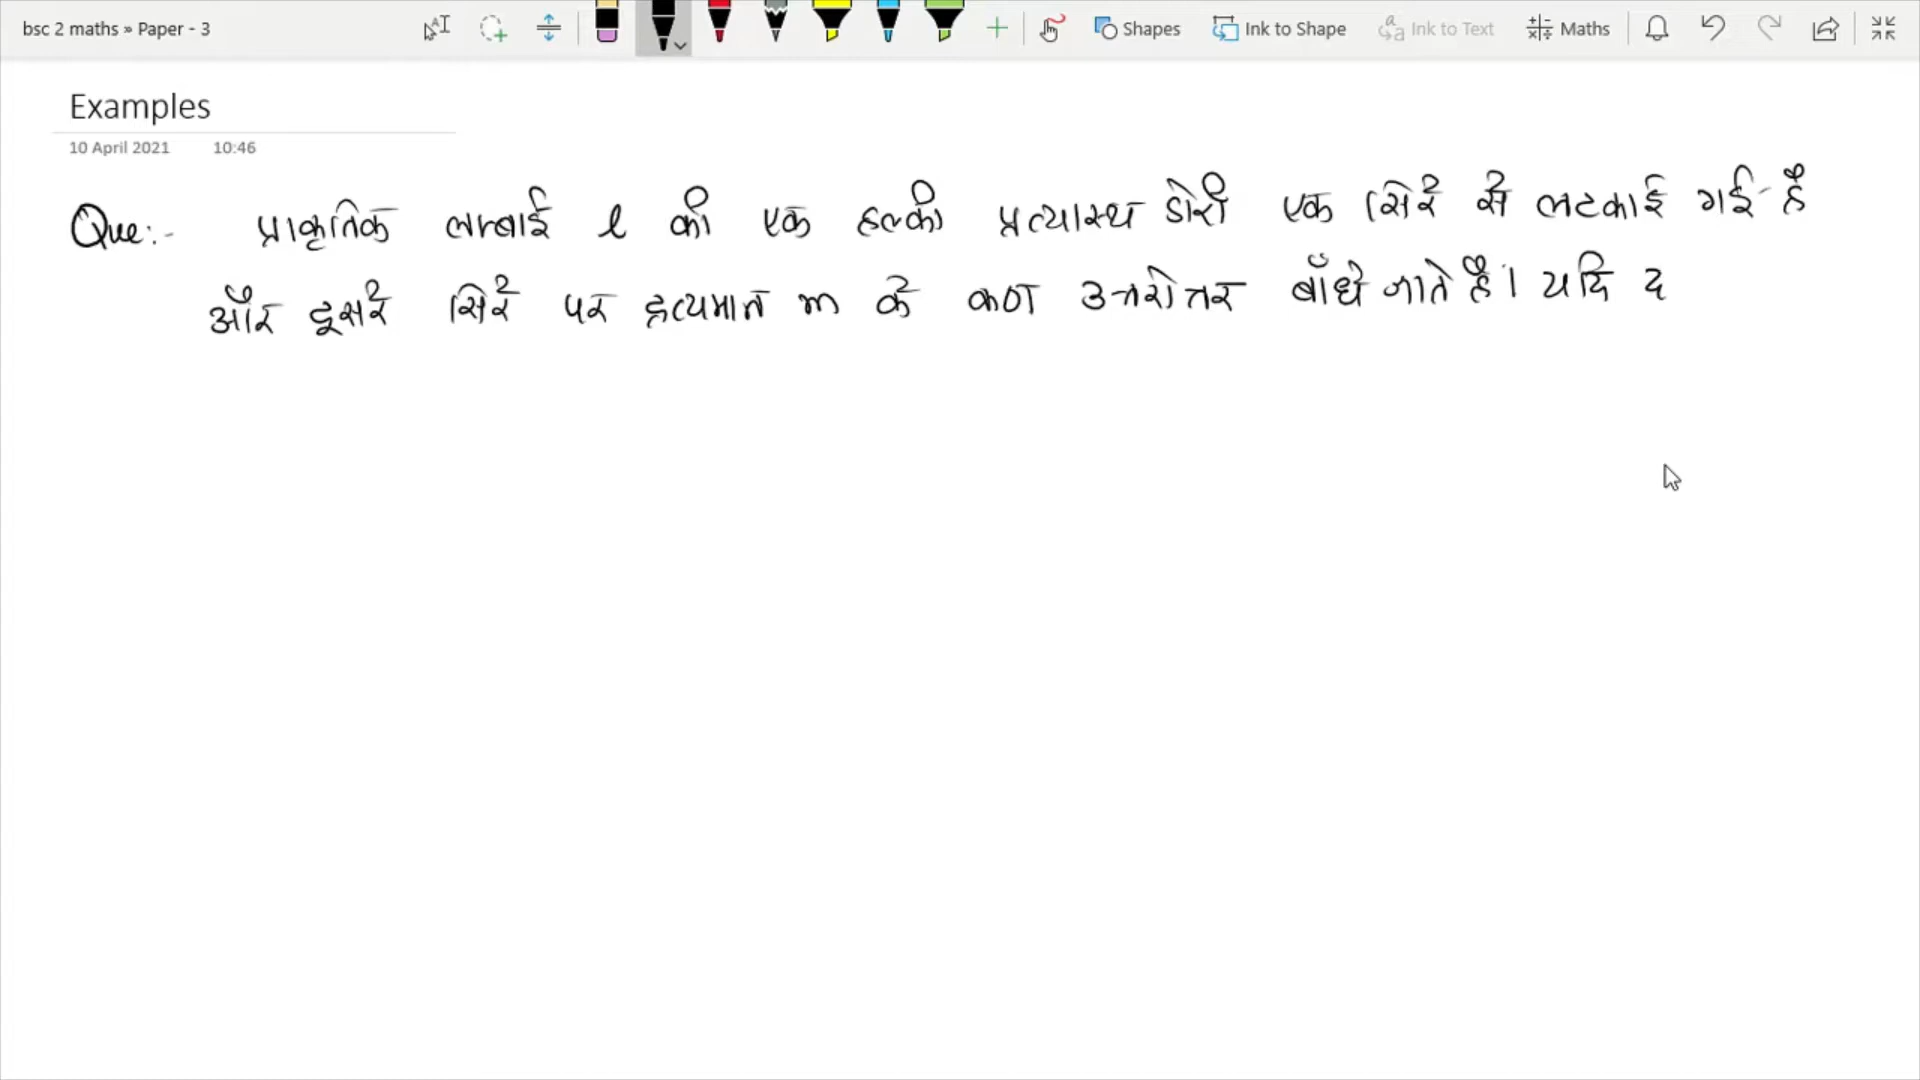 bsc 2 maths » Paper - 3 Shapes Ink to Shape Ink to Text Maths
Examples
10 April 2021 10:46
Que:- प्राकृतिक लम्बाई l की एक हल्की प्रत्यास्थ डोरी एक सिरे से लटकाई गई है
और दूसरे सिरे पर द्रव्यमान m के कण उत्तरोत्तर बाँधे जाते हैं। यदि द